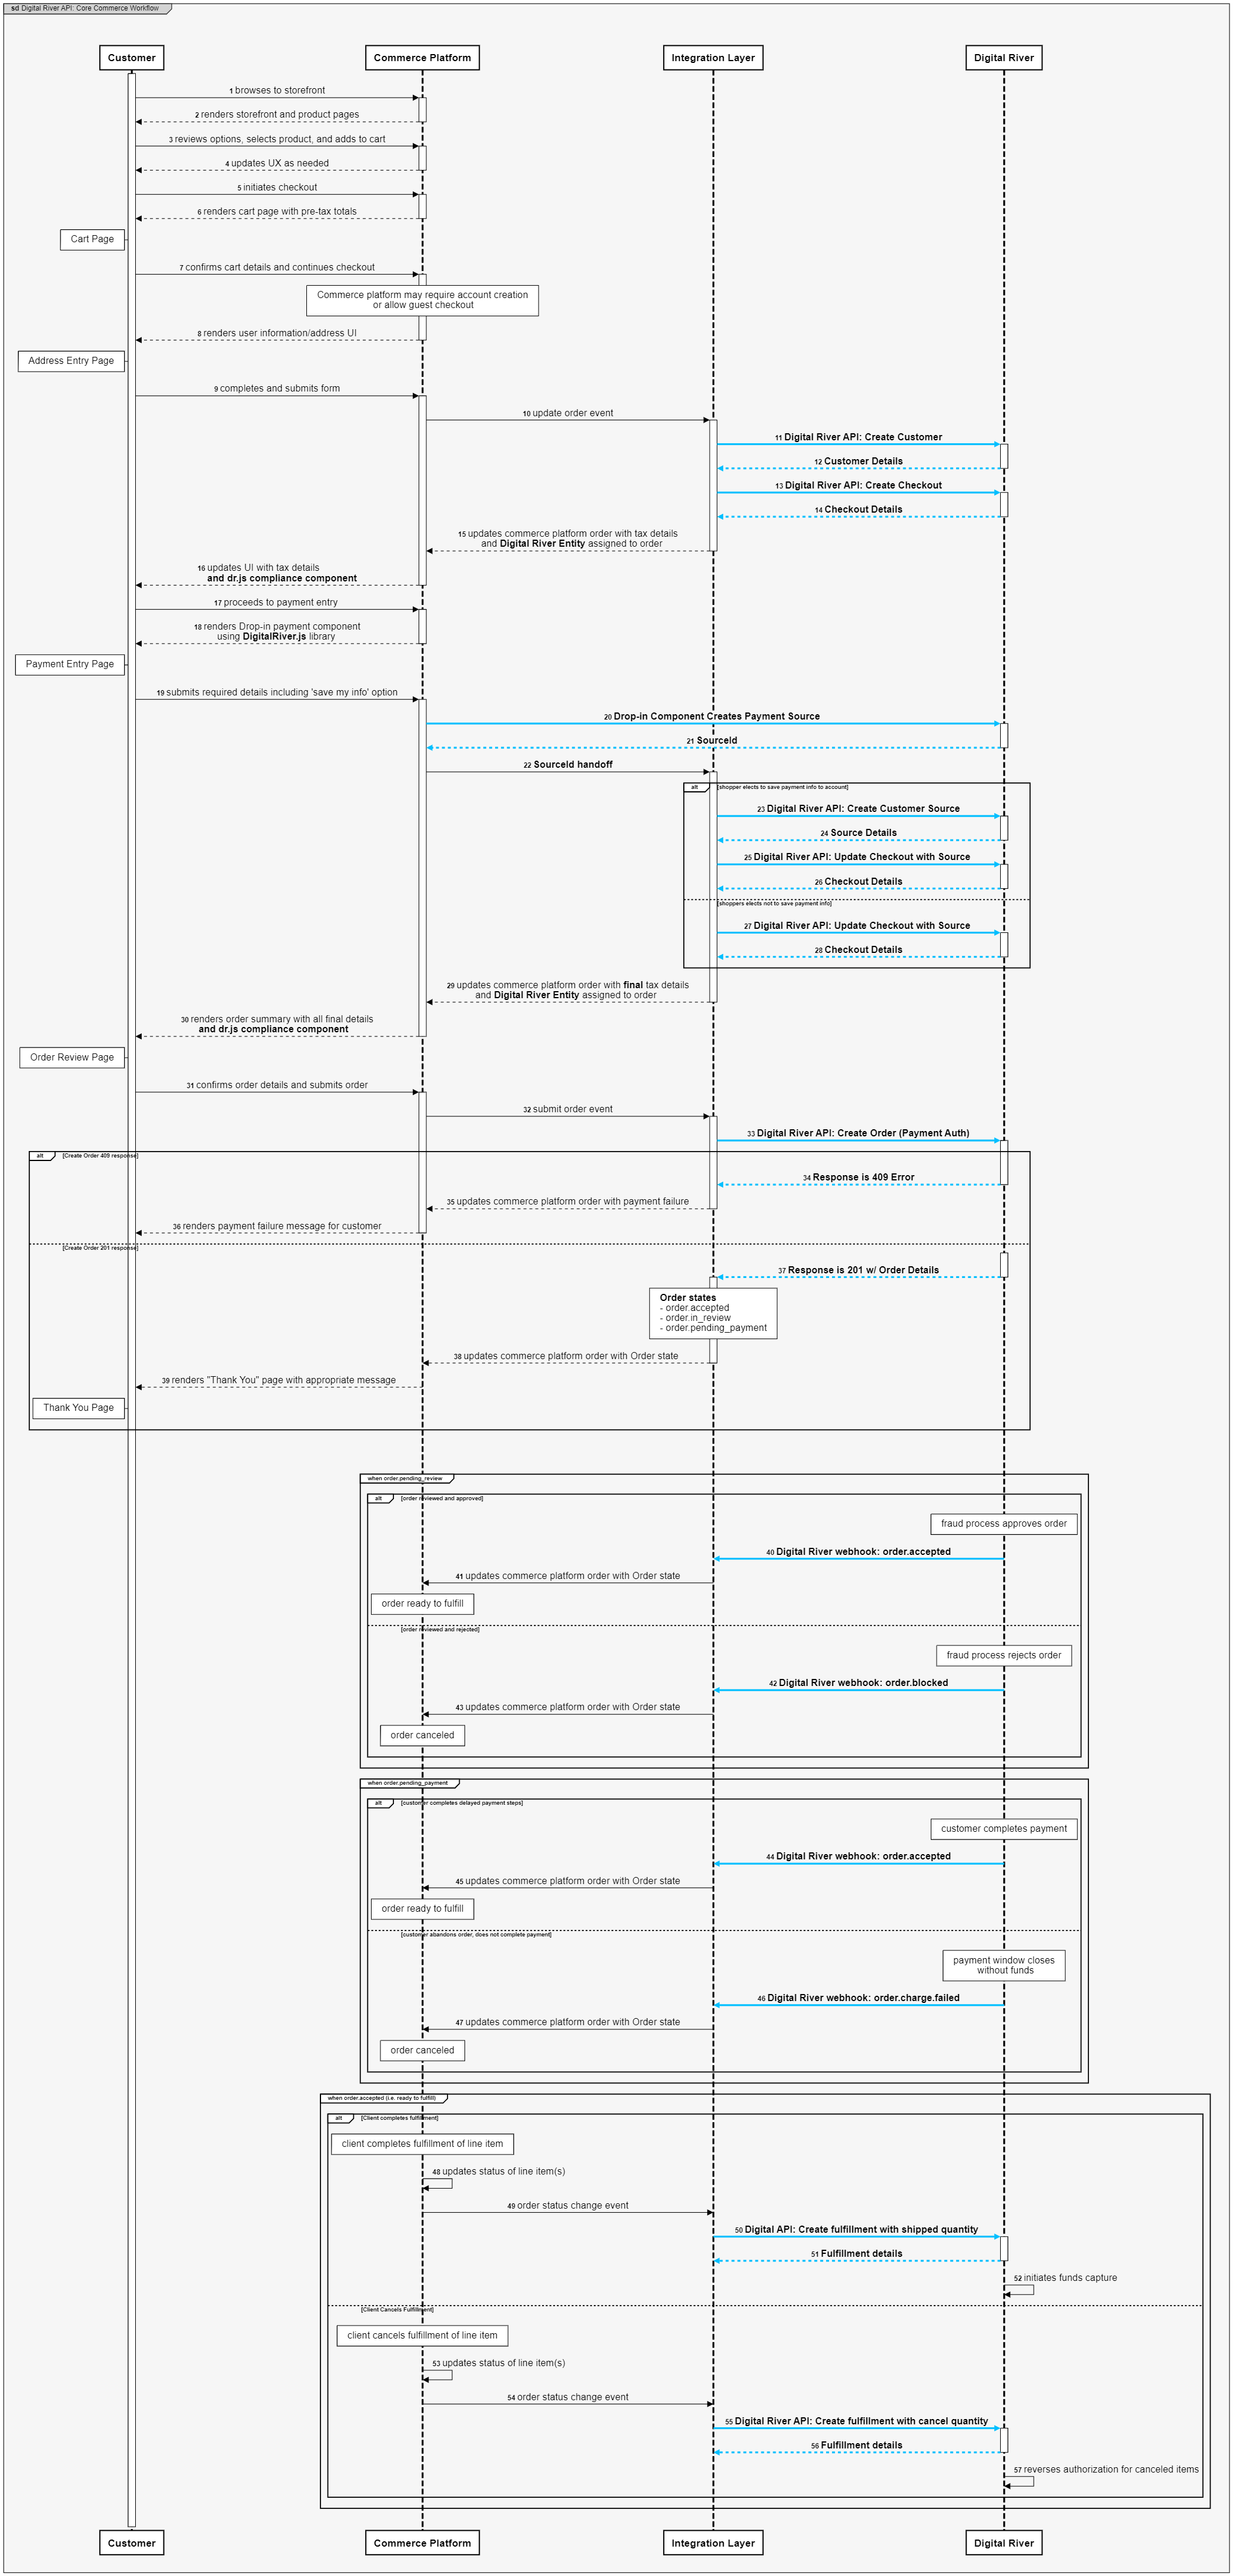 sd Digital River API: Core Commerce Workflow
Customer
Commerce Platform
Integration Layer
Digital River
1 browses to storefront
2 renders storefront and product pages
3 reviews options, selects product, and adds to cart
4 updates UX as needed
5 initiates checkout
6 renders cart page with pre-tax totals
Cart Page
7 confirms cart details and continues checkout
Commerce platform may require account creation
or allow guest checkout
8 renders user information/address UI
Address Entry Page
9 completes and submits form
10 update order event
11 Digital River API: Create Customer
12 Customer Details
13 Digital River API: Create Checkout
14 Checkout Details
15 updates commerce platform order with tax details
and Digital River Entity assigned to order
16 updates UI with tax details
and dr.js compliance component
17 proceeds to payment entry
18 renders Drop-in payment component
using DigitalRiver.js library
Payment Entry Page
19 submits required details including 'save my info' option
20 Drop-in Component Creates Payment Source
21 SourceId
22 SourceId handoff
alt
[shopper elects to save payment info to account]
23 Digital River API: Create Customer Source
24 Source Details
25 Digital River API: Update Checkout with Source
26 Checkout Details
[shoppers elects not to save payment info]
27 Digital River API: Update Checkout with Source
28 Checkout Details
29 updates commerce platform order with final tax details
and Digital River Entity assigned to order
30 renders order summary with all final details
and dr.js compliance component
Order Review Page
31 confirms order details and submits order
32 submit order event
33 Digital River API: Create Order (Payment Auth)
alt
[Create Order 409 response]
34 Response is 409 Error
35 updates commerce platform order with payment failure
36 renders payment failure message for customer
[Create Order 201 response]
37 Response is 201 w/ Order Details
Order states
- order.accepted
- order.in_review
- order.pending_payment
38 updates commerce platform order with Order state
39 renders "Thank You" page with appropriate message
Thank You Page
when order.pending_review
alt
[order reviewed and approved]
fraud process approves order
40 Digital River webhook: order.accepted
41 updates commerce platform order with Order state
order ready to fulfill
[order reviewed and rejected]
fraud process rejects order
42 Digital River webhook: order.blocked
43 updates commerce platform order with Order state
order canceled
when order.pending_payment
alt
[customer completes delayed payment steps]
customer completes payment
44 Digital River webhook: order.accepted
45 updates commerce platform order with Order state
order ready to fulfill
[customer abandons order, does not complete payment]
payment window closes
without funds
46 Digital River webhook: order.charge.failed
47 updates commerce platform order with Order state
order canceled
when order.accepted (i.e. ready to fulfill)
alt
[Client completes fulfillment]
client completes fulfillment of line item
48 updates status of line item(s)
49 order status change event
50 Digital API: Create fulfillment with shipped quantity
51 Fulfillment details
52 initiates funds capture
[Client Cancels Fulfillment]
client cancels fulfillment of line item
53 updates status of line item(s)
54 order status change event
55 Digital River API: Create fulfillment with cancel quantity
56 Fulfillment details
57 reverses authorization for canceled items
Customer
Commerce Platform
Integration Layer
Digital River